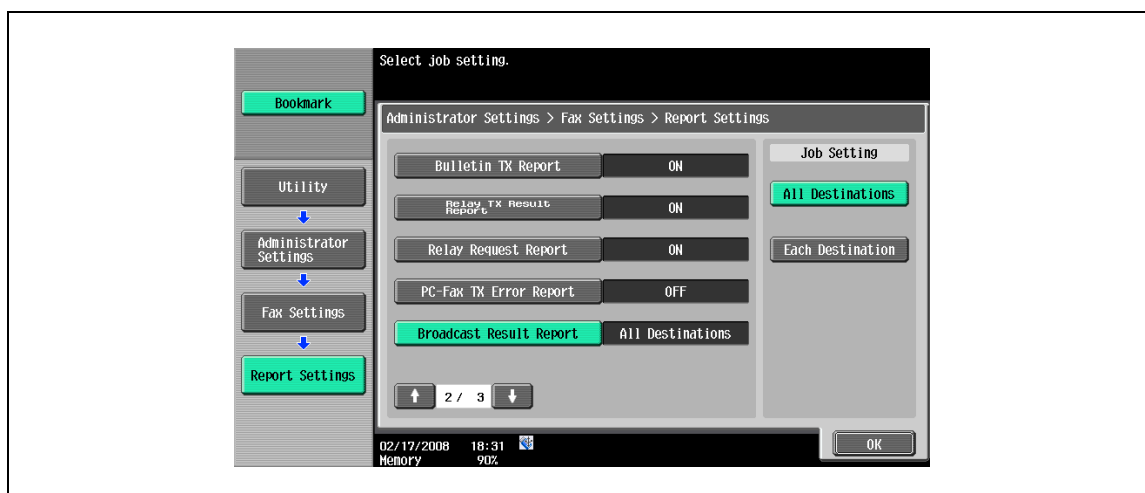 Select job setting.
Bookmark
Administrator Settings > Fax Settings > Report Settings
Utility
Administrator
Settings
Fax Settings
Report Settings
Bulletin TX Report ON
Relay TX Result
Report ON
Relay Request Report ON
PC-Fax TX Error Report OFF
Broadcast Result Report All Destinations
2/ 3
Job Setting
All Destinations
Each Destination
02/17/2008 18:31
Memory 90%
OK